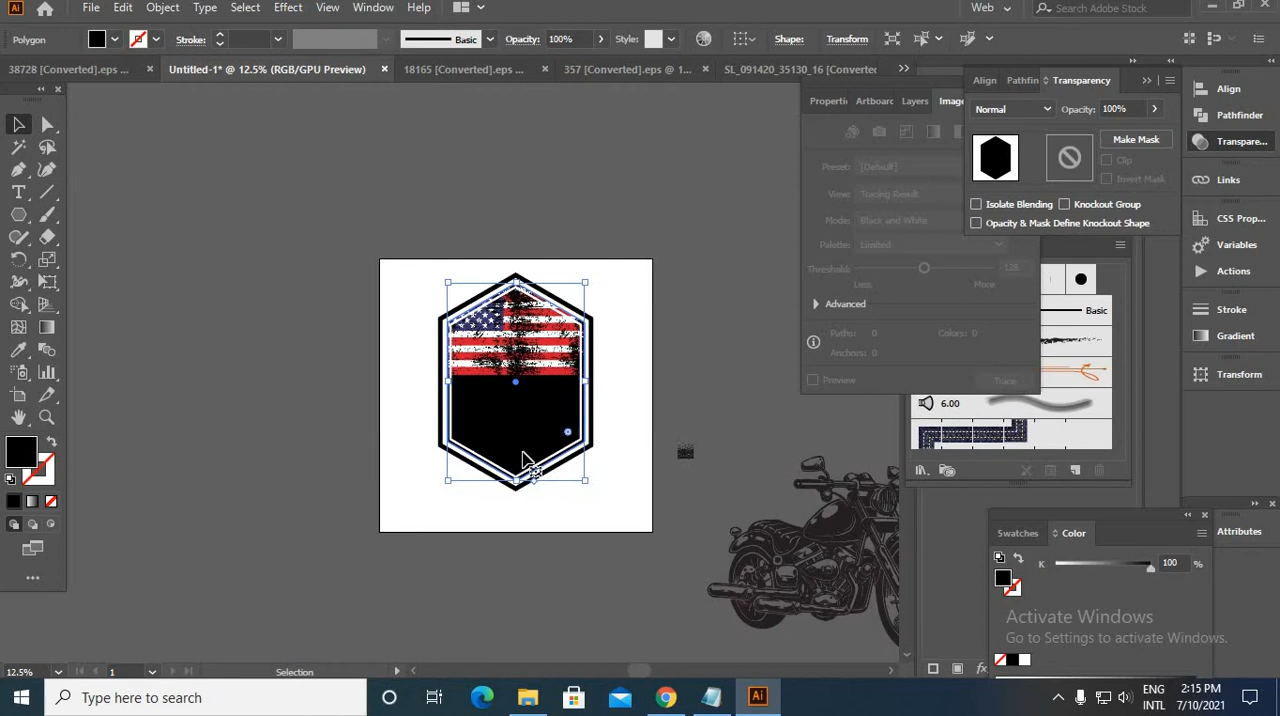 File Edit Object Type Select Effect View Window Help Web Search Adobe Stock
Polygon Stroke: Basic Opacity: 100% Style: Shape: Transform
38728 [Converted].eps ... Untitled-1* @ 12.5% (RGB/GPU Preview) 18165 [Converted].eps ... 357 [Converted].eps @ 1... SL_091420_35130_16 [Converte...
Align Pathfin Transparency
Normal Opacity: 100%
Make Mask
Clip
Invert Mask
Isolate Blending Knockout Group
Opacity & Mask Define Knockout Shape
Properti Artboar Layers Image
Preset: [Default]
View: Tracing Result
Mode: Black and White
Palette: Limited
Threshold: 128
Less More
Advanced
Paths: 0 Colors: 0
Anchors: 0
Preview Trace
Basic
6.00
Align
Pathfinder
Transpare...
Links
CSS Prop...
Variables
Actions
Stroke
Gradient
Transform
Attributes
Swatches Color
K 100 %
Activate Windows
Go to Settings to activate Windows.
12.5% 1 Selection
Type here to search
ENG 2:15 PM
INTL 7/10/2021